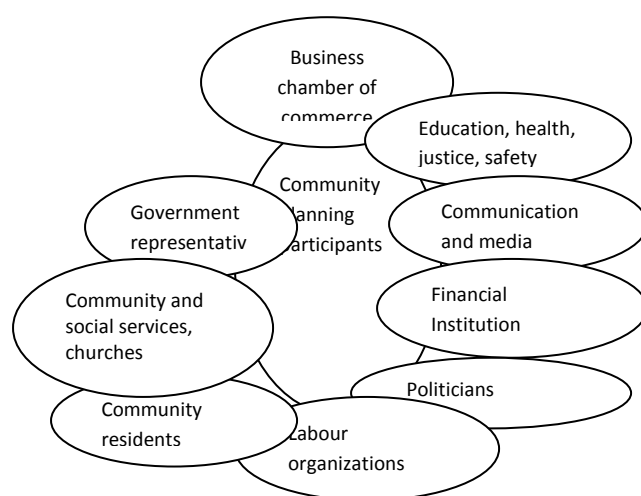 Business
chamber of
commerce
Education, health,
justice, safety
Community
lanning
articipants
Communication
and media
Government
representativ
Financial
Institution
Community and
social services,
churches
Politicians
Community
residents
Labour
organizations